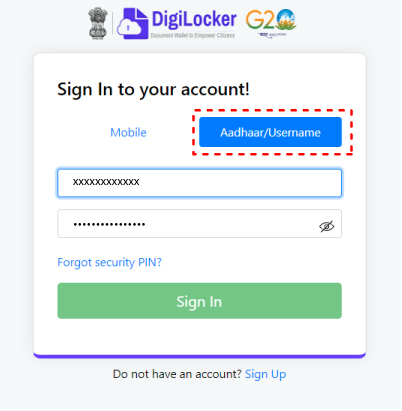 DigiLocker G20
Document Wallet to Empower Citizens
Sign In to your account!
Mobile Aadhaar/Username
xxxxxxxxxxxx
••••••••••••••••
Forgot security PIN?
Sign In
Do not have an account? Sign Up